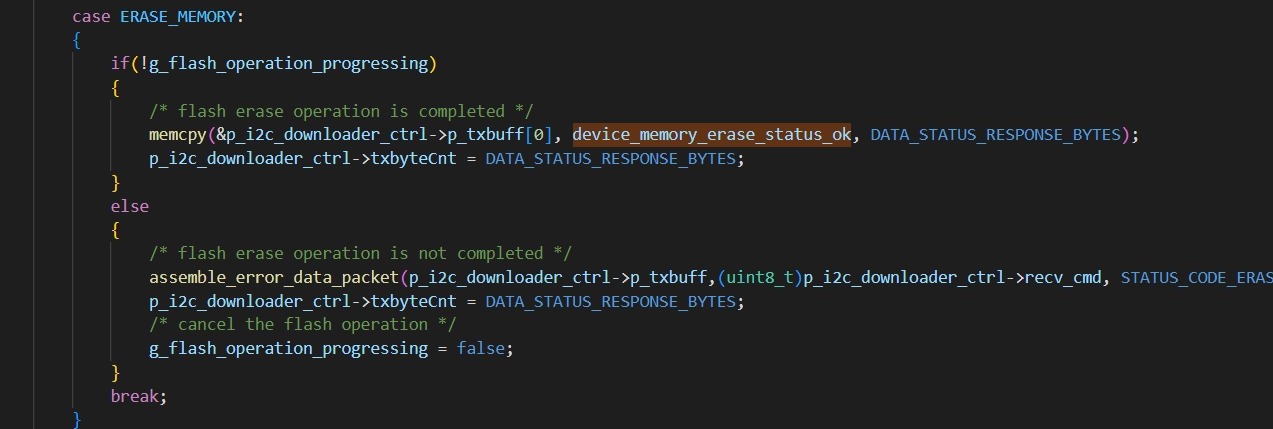 case ERASE_MEMORY:
{
if(!g_flash_operation_progressing)
{
/* flash erase operation is completed */
memcpy(&p_i2c_downloader_ctrl->p_txbuff[0], device_memory_erase_status_ok, DATA_STATUS_RESPONSE_BYTES);
p_i2c_downloader_ctrl->txbyteCnt = DATA_STATUS_RESPONSE_BYTES;
}
else
{
/* flash erase operation is not completed */
assemble_error_data_packet(p_i2c_downloader_ctrl->p_txbuff,(uint8_t)p_i2c_downloader_ctrl->recv_cmd, STATUS_CODE_ERAS
p_i2c_downloader_ctrl->txbyteCnt = DATA_STATUS_RESPONSE_BYTES;
/* cancel the flash operation */
g_flash_operation_progressing = false;
}
break;
}